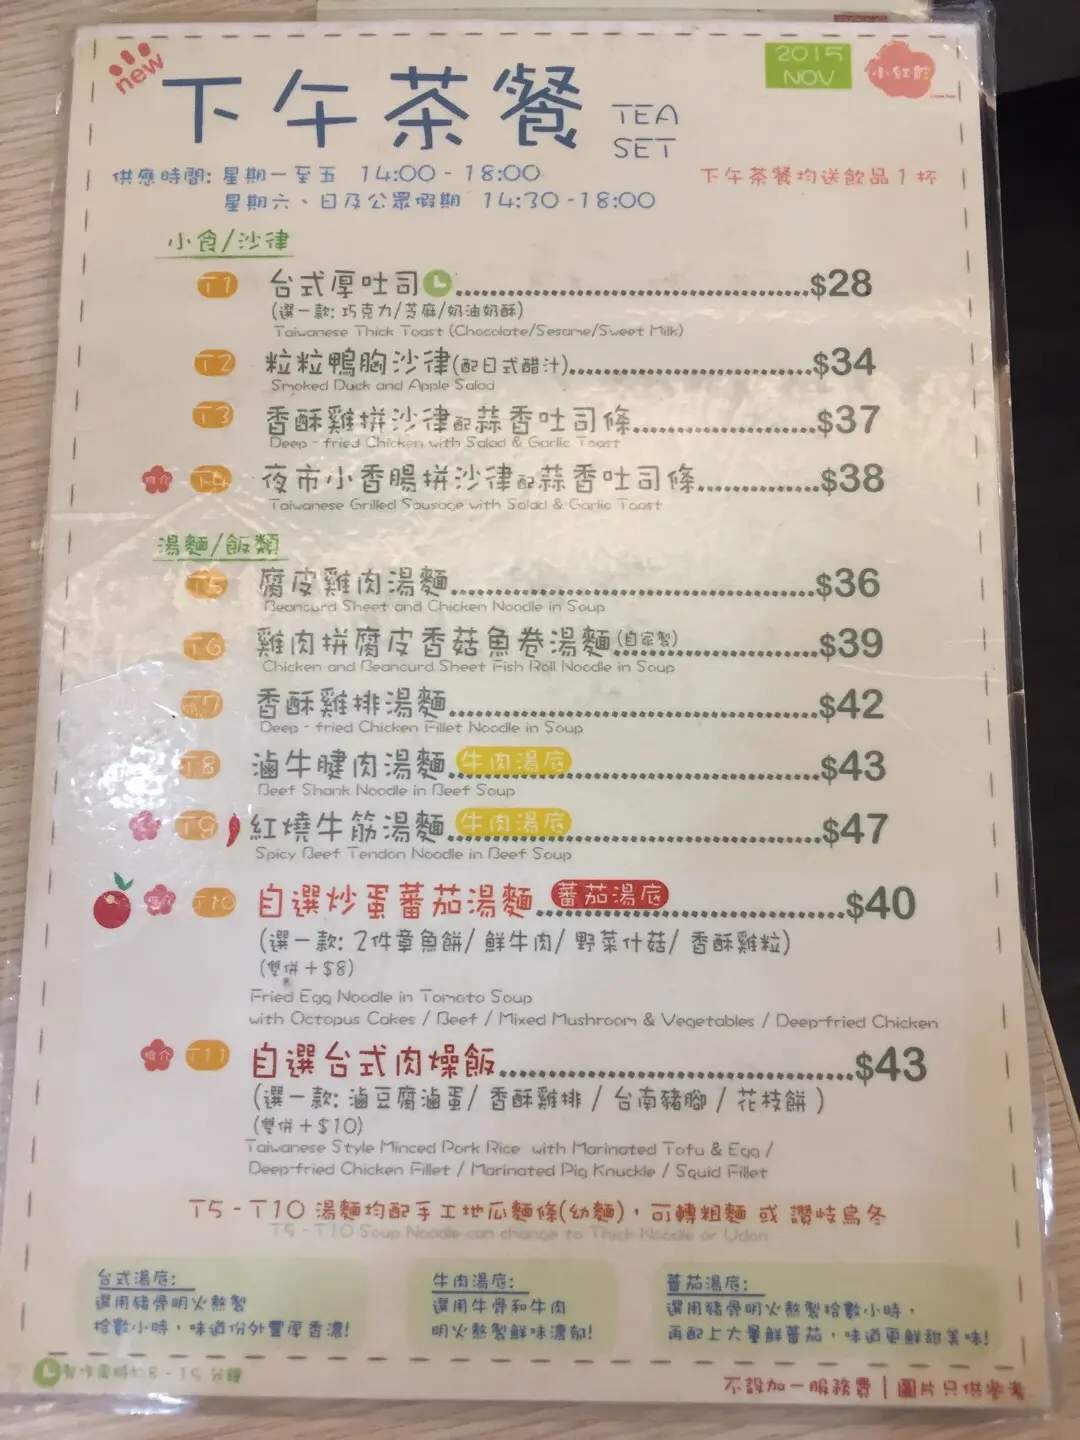 new
下午茶餐 TEA SET
2015 NOV
供應時間: 星期一至五 14:00 - 18:00
星期六、日及公眾假期 14:30 - 18:00
下午茶餐均送飲品1杯
小食/沙律
T1 台式厚吐司 $28
(選一款: 巧克力/芝麻/奶油奶酥)
Taiwanese Thick Toast (Chocolate/Sesame/Sweet Milk)
T2 粒粒鴨胸沙律(配日式醋汁) $34
Smoked Duck and Apple Salad
T3 香酥雞拼沙律配蒜香吐司條 $37
Deep - fried Chicken with Salad & Garlic Toast
推介 T4 夜市小香腸拼沙律配蒜香吐司條 $38
Taiwanese Grilled Sausage with Salad & Garlic Toast
湯麵/飯類
T5 腐皮雞肉湯麵 $36
Beancurd Sheet and Chicken Noodle in Soup
T6 雞肉拼腐皮香菇魚卷湯麵(自家製) $39
Chicken and Beancurd Sheet Fish Roll Noodle in Soup
T7 香酥雞排湯麵 $42
Deep - fried Chicken Fillet Noodle in Soup
T8 滷牛腱肉湯麵 牛肉湯底 $43
Beef Shank Noodle in Beef Soup
T9 紅燒牛筋湯麵 牛肉湯底 $47
Spicy Beef Tendon Noodle in Beef Soup
T10 自選炒蛋蕃茄湯麵 蕃茄湯底 $40
(選一款: 2件章魚餅/ 鮮牛肉/ 野菜什菇/ 香酥雞粒)
(雙併+$8)
Fried Egg Noodle in Tomato Soup
with Octopus Cakes / Beef / Mixed Mushroom & Vegetables / Deep-fried Chicken
推介 T11 自選台式肉燥飯 $43
(選一款: 滷豆腐滷蛋/ 香酥雞排 / 台南豬腳 / 花枝餅 )
(雙併+$10)
Taiwanese Style Minced Pork Rice with Marinated Tofu & Egg /
Deep-fried Chicken Fillet / Marinated Pig Knuckle / Squid Fillet
T5 - T10 湯麵均配手工地瓜麵條(幼麵)，可轉粗麵 或 讚岐烏冬
T5 - T10 Soup Noodle can change to Thick Noodle or Udon
台式湯底:
選用豬骨明火熬製
拾數小時，味道份外豐厚香濃!
牛肉湯底:
選用牛骨和牛肉
明火熬製鮮味濃郁!
蕃茄湯底:
選用豬骨明火熬製拾數小時，
再配上大量鮮蕃茄，味道更鮮甜美味!
製作需時約8 - 15 分鐘
不設加一服務費 | 圖片只供參考